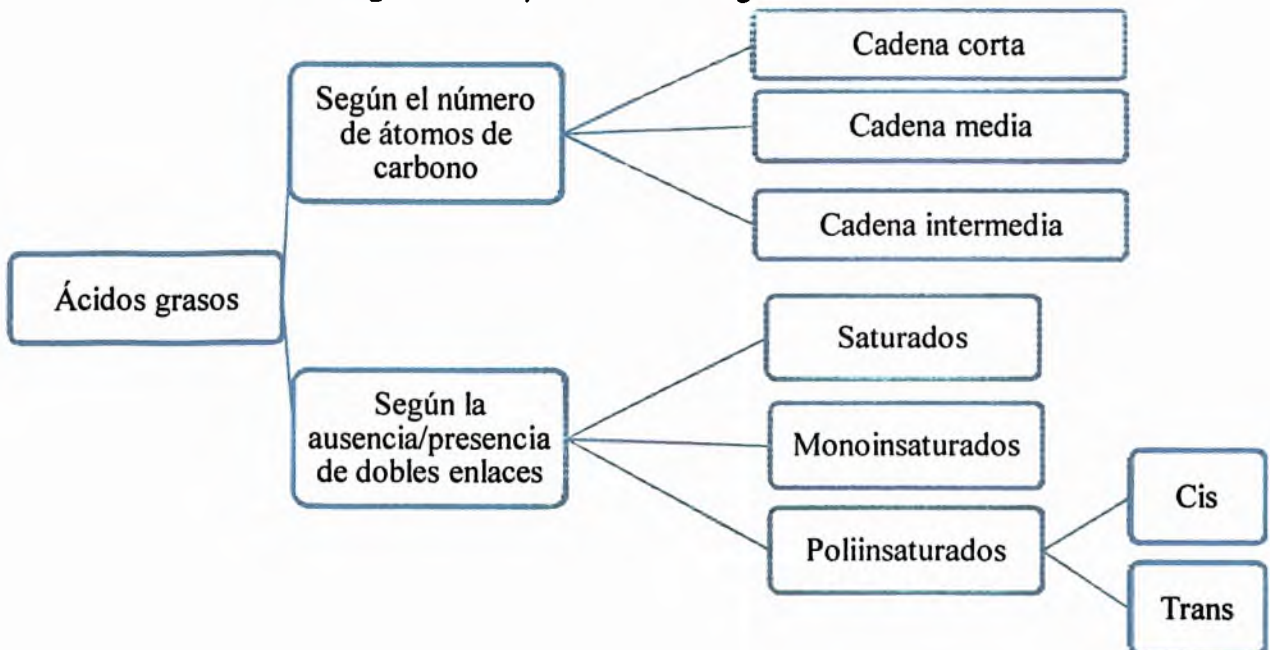 Ácidos grasos
Según el número
de átomos de
carbono
Cadena corta
Cadena media
Cadena intermedia
Según la
ausencia/presencia
de dobles enlaces
Saturados
Monoinsaturados
Poliinsaturados
Cis
Trans